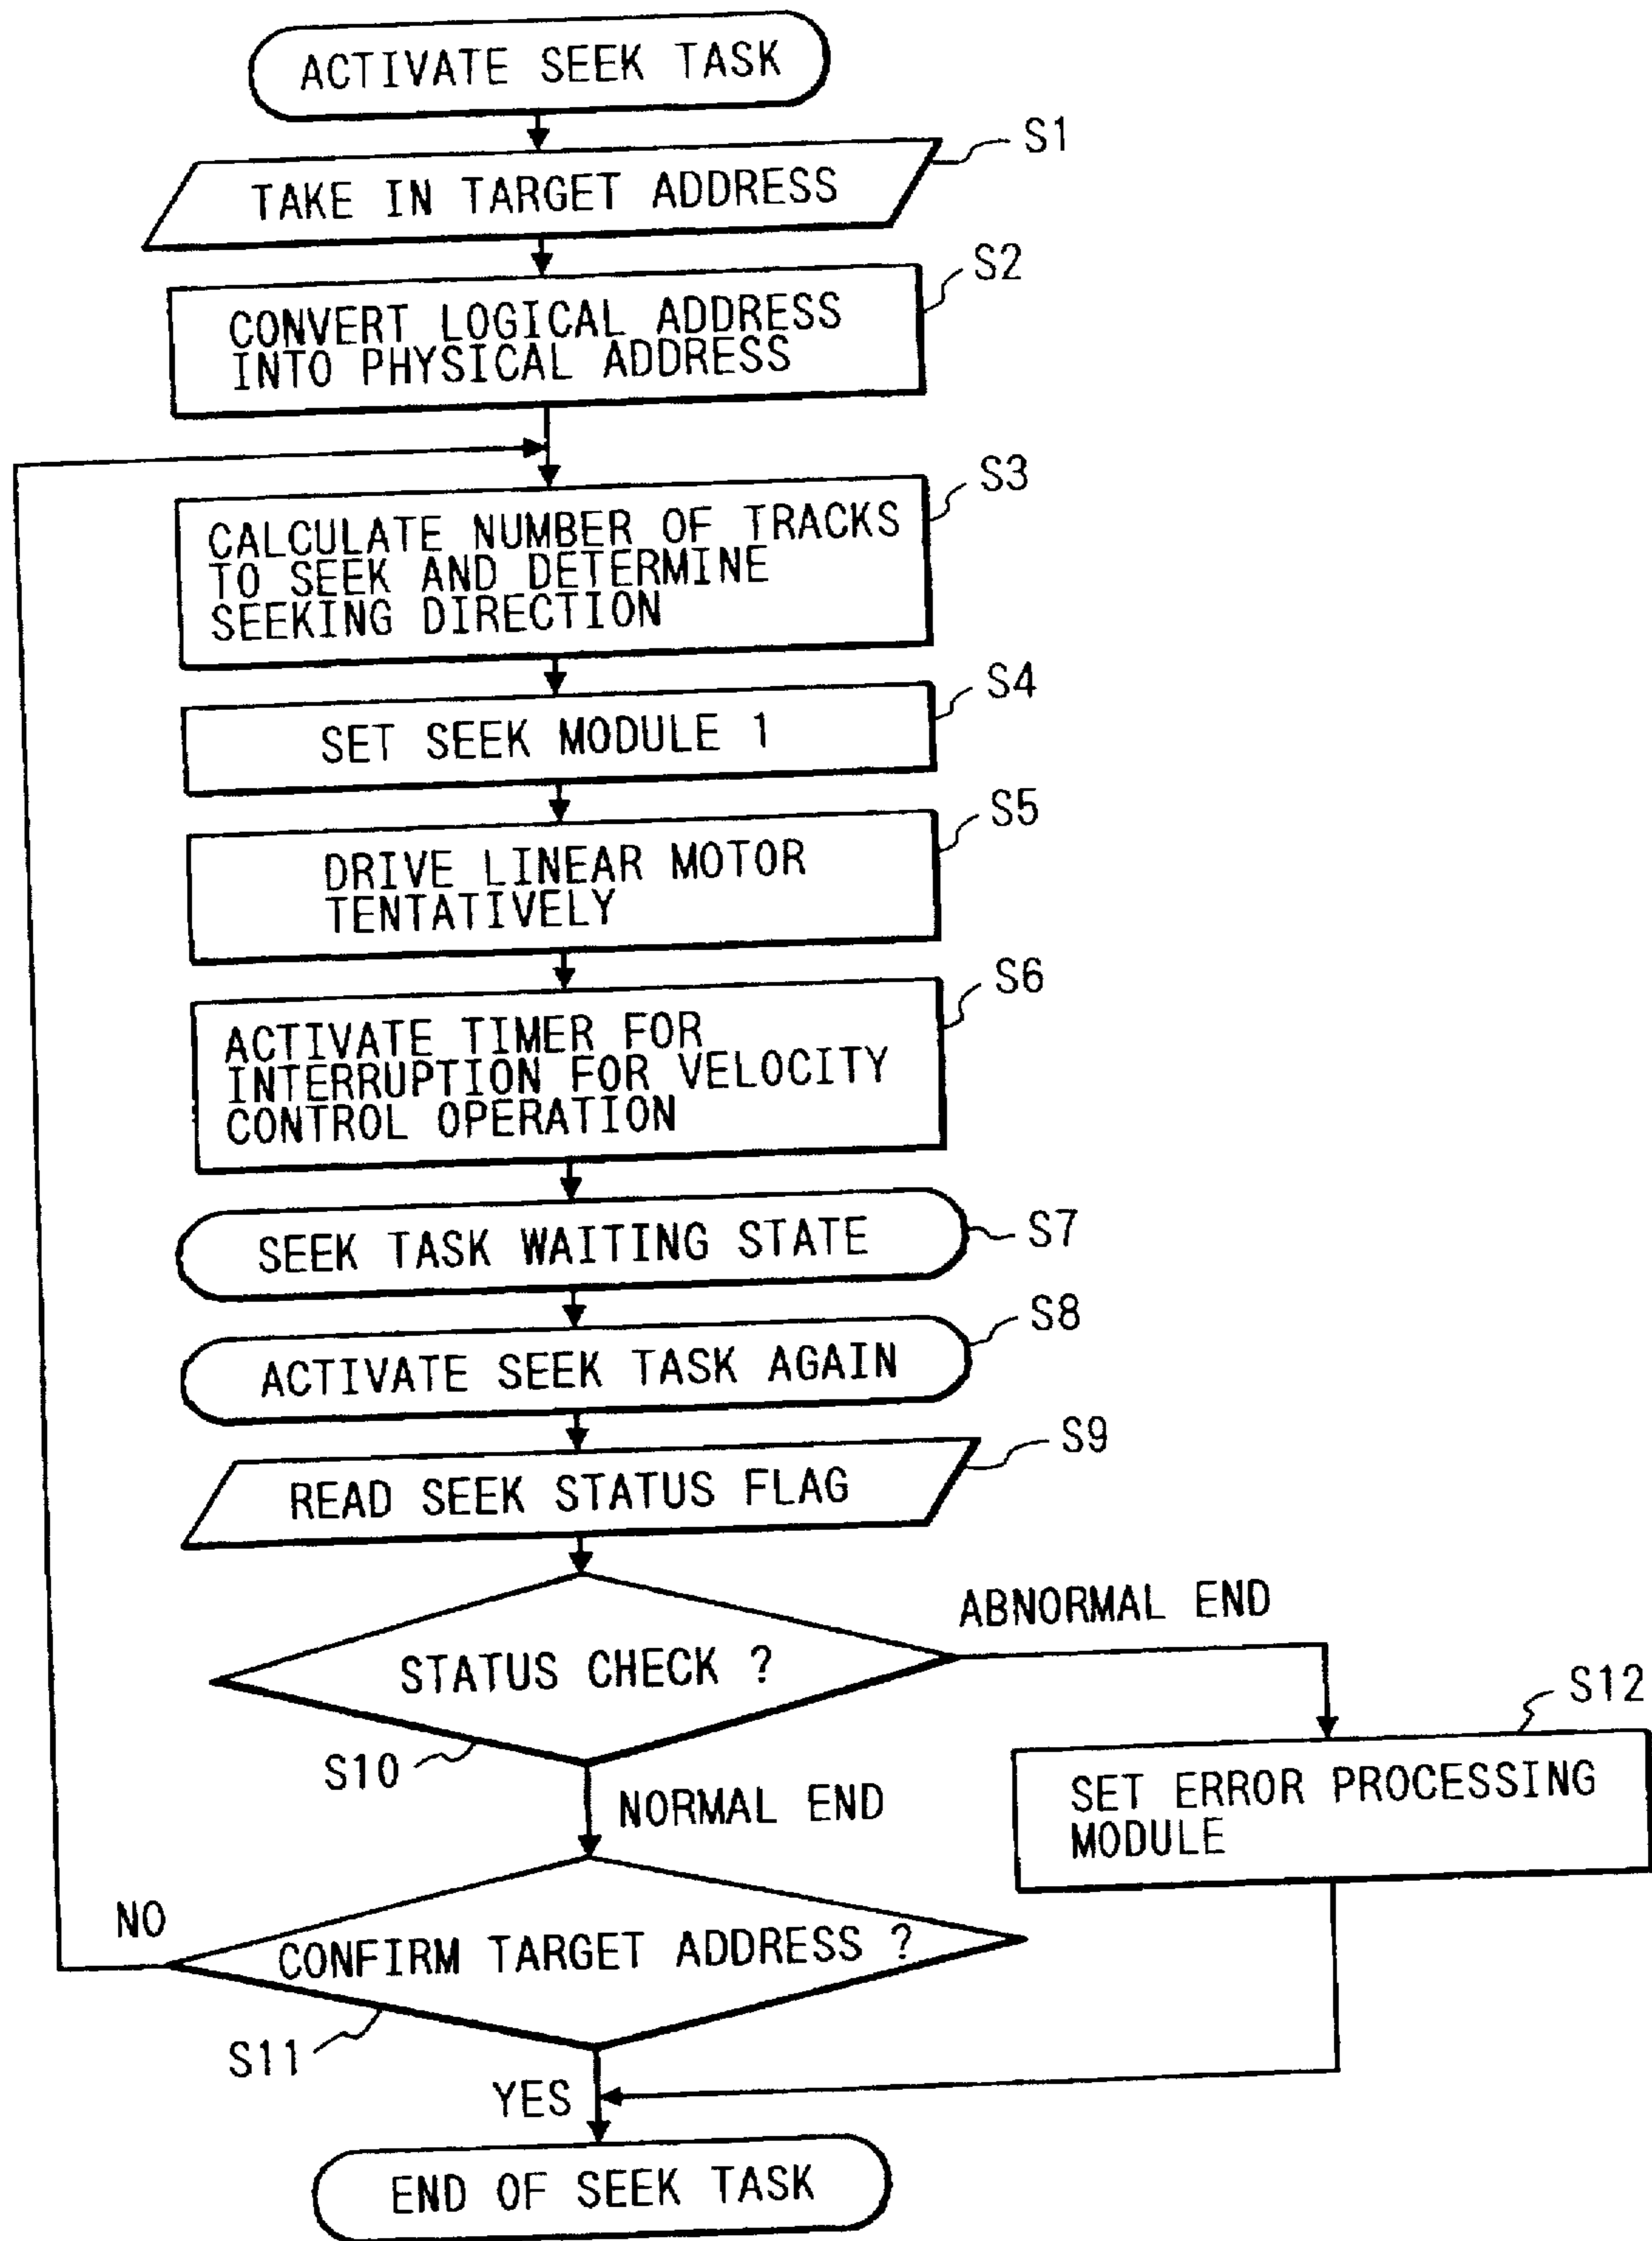 ACTIVATE SEEK TASK
S1
TAKE IN TARGET ADDRESS
S2
CONVERT LOGICAL ADDRESS
INTO PHYSICAL ADDRESS
S3
CALCULATE NUMBER OF TRACKS
TO SEEK AND DETERMINE
SEEKING DIRECTION
S4
SET SEEK MODULE 1
S5
DRIVE LINEAR MOTOR
TENTATIVELY
S6
ACTIVATE TIMER FOR
INTERRUPTION FOR VELOCITY
CONTROL OPERATION
SEEK TASK WAITING STATE
S7
S8
ACTIVATE SEEK TASK AGAIN
S9
READ SEEK STATUS FLAG
ABNORMAL END
STATUS CHECK ?
S10
S12
NORMAL END
SET ERROR PROCESSING
MODULE
NO
CONFIRM TARGET ADDRESS ?
S11
YES
END OF SEEK TASK